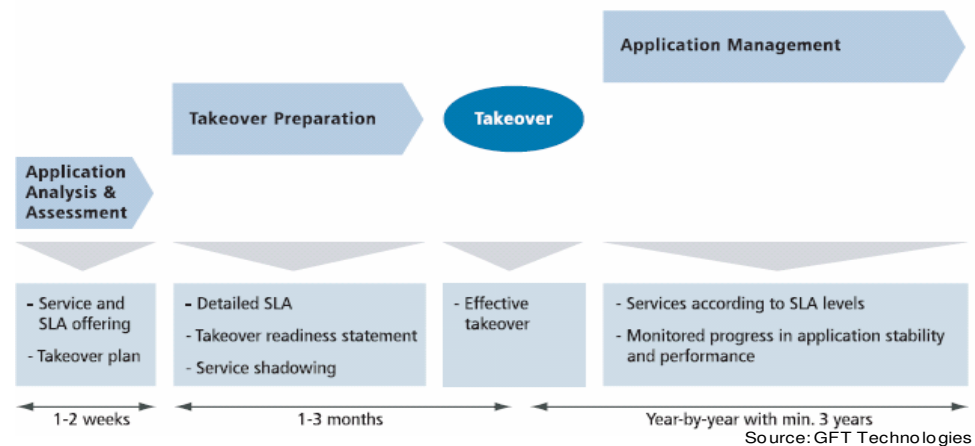 Application Management
Takeover Preparation
Takeover
Application
Analysis &
Assessment
- Service and
SLA offering
- Takeover plan
- Detailed SLA
- Takeover readiness statement
- Service shadowing
- Effective
takeover
- Services according to SLA levels
- Monitored progress in application stability
and performance
1-2 weeks
1-3 months
Year-by-year with min. 3 years
Source: GFT Technologies